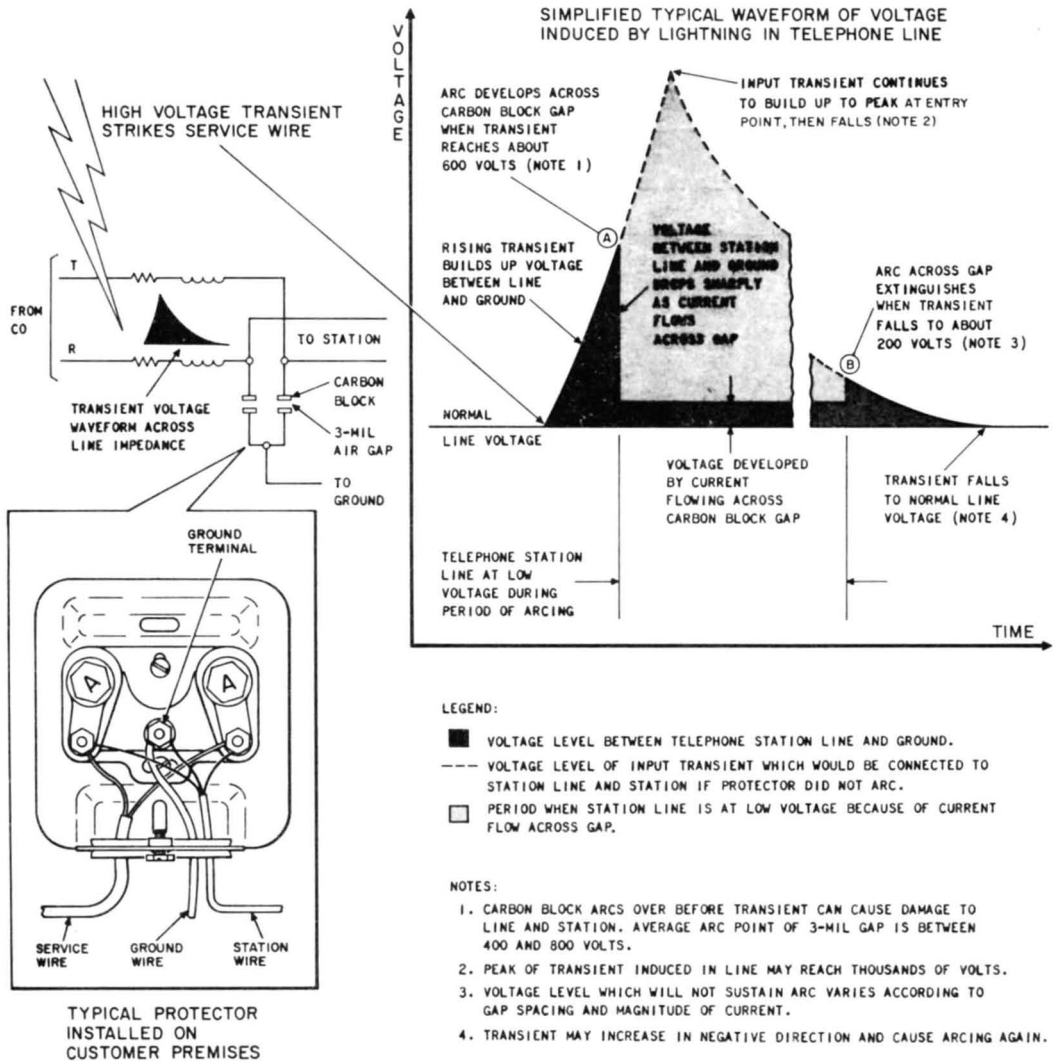 SIMPLIFIED TYPICAL WAVEFORM OF VOLTAGE
INDUCED BY LIGHTNING IN TELEPHONE LINE
VOLTAGE
HIGH VOLTAGE TRANSIENT
STRIKES SERVICE WIRE
ARC DEVELOPS ACROSS
CARBON BLOCK GAP
WHEN TRANSIENT
REACHES ABOUT
600 VOLTS (NOTE 1)
INPUT TRANSIENT CONTINUES
TO BUILD UP TO PEAK AT ENTRY
POINT, THEN FALLS (NOTE 2)
A
RISING TRANSIENT
BUILDS UP VOLTAGE
BETWEEN LINE
AND GROUND
VOLTAGE
BETWEEN STATION
LINE AND GROUND
DROPS SHARPLY
AS CURRENT
FLOWS
ACROSS GAP
ARC ACROSS GAP
EXTINGUISHES
WHEN TRANSIENT
FALLS TO ABOUT
200 VOLTS (NOTE 3)
B
FROM
CO
T
R
TO STATION
CARBON
BLOCK
3-MIL
AIR GAP
TO
GROUND
TRANSIENT VOLTAGE
WAVEFORM ACROSS
LINE IMPEDANCE
NORMAL
LINE VOLTAGE
VOLTAGE DEVELOPED
BY CURRENT
FLOWING ACROSS
CARBON BLOCK GAP
TRANSIENT FALLS
TO NORMAL LINE
VOLTAGE (NOTE 4)
TELEPHONE STATION
LINE AT LOW
VOLTAGE DURING
PERIOD OF ARCING
TIME
GROUND
TERMINAL
A
A
SERVICE
WIRE
GROUND
WIRE
STATION
WIRE
TYPICAL PROTECTOR
INSTALLED ON
CUSTOMER PREMISES
LEGEND:
VOLTAGE LEVEL BETWEEN TELEPHONE STATION LINE AND GROUND.
VOLTAGE LEVEL OF INPUT TRANSIENT WHICH WOULD BE CONNECTED TO
STATION LINE AND STATION IF PROTECTOR DID NOT ARC.
PERIOD WHEN STATION LINE IS AT LOW VOLTAGE BECAUSE OF CURRENT
FLOW ACROSS GAP.
NOTES:
1. CARBON BLOCK ARCS OVER BEFORE TRANSIENT CAN CAUSE DAMAGE TO
LINE AND STATION. AVERAGE ARC POINT OF 3-MIL GAP IS BETWEEN
400 AND 800 VOLTS.
2. PEAK OF TRANSIENT INDUCED IN LINE MAY REACH THOUSANDS OF VOLTS.
3. VOLTAGE LEVEL WHICH WILL NOT SUSTAIN ARC VARIES ACCORDING TO
GAP SPACING AND MAGNITUDE OF CURRENT.
4. TRANSIENT MAY INCREASE IN NEGATIVE DIRECTION AND CAUSE ARCING AGAIN.